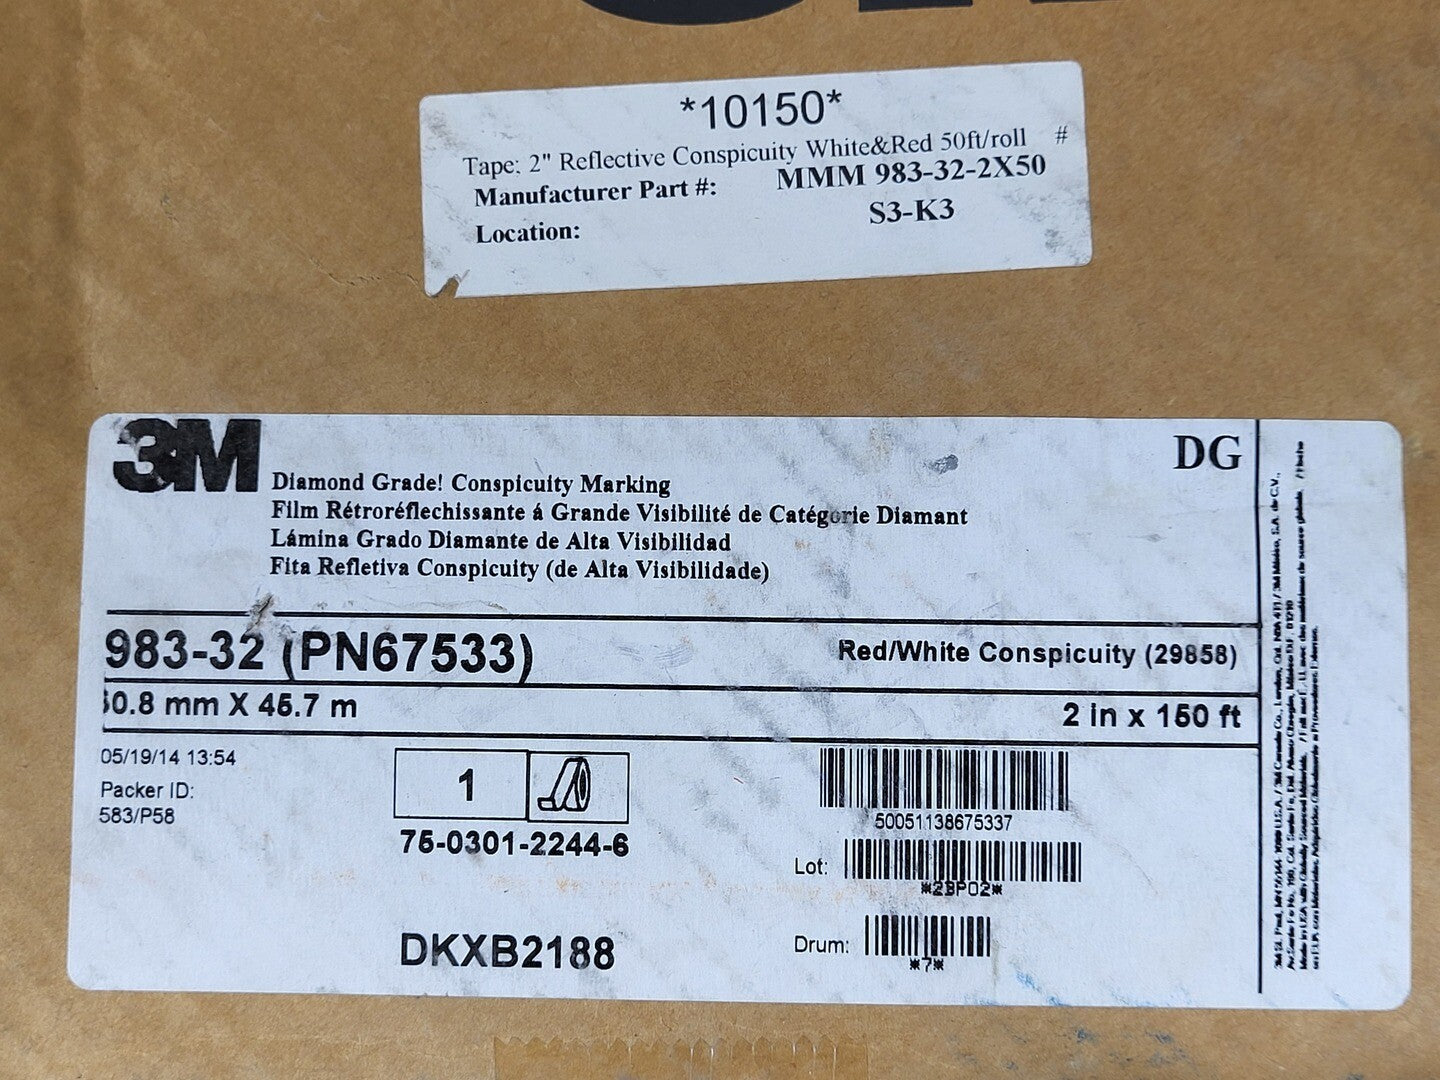 *10150*
Tape: 2" Reflective Conspicuity White&Red 50ft/roll #
Manufacturer Part #: MMM 983-32-2X50
Location: S3-K3
3M
DG
Diamond Grade! Conspicuity Marking
Film Rétroréflechissante á Grande Visibilité de Catégorie Diamant
Lámina Grado Diamante de Alta Visibilidad
Fita Refletiva Conspicuity (de Alta Visibilidade)
983-32 (PN67533) Red/White Conspicuity (29858)
50.8 mm X 45.7 m 2 in x 150 ft
05/19/14 13:54
Packer ID:
583/P58
1
75-0301-2244-6
50051138675337
Lot: *2BP02*
Drum: *7*
DKXB2188